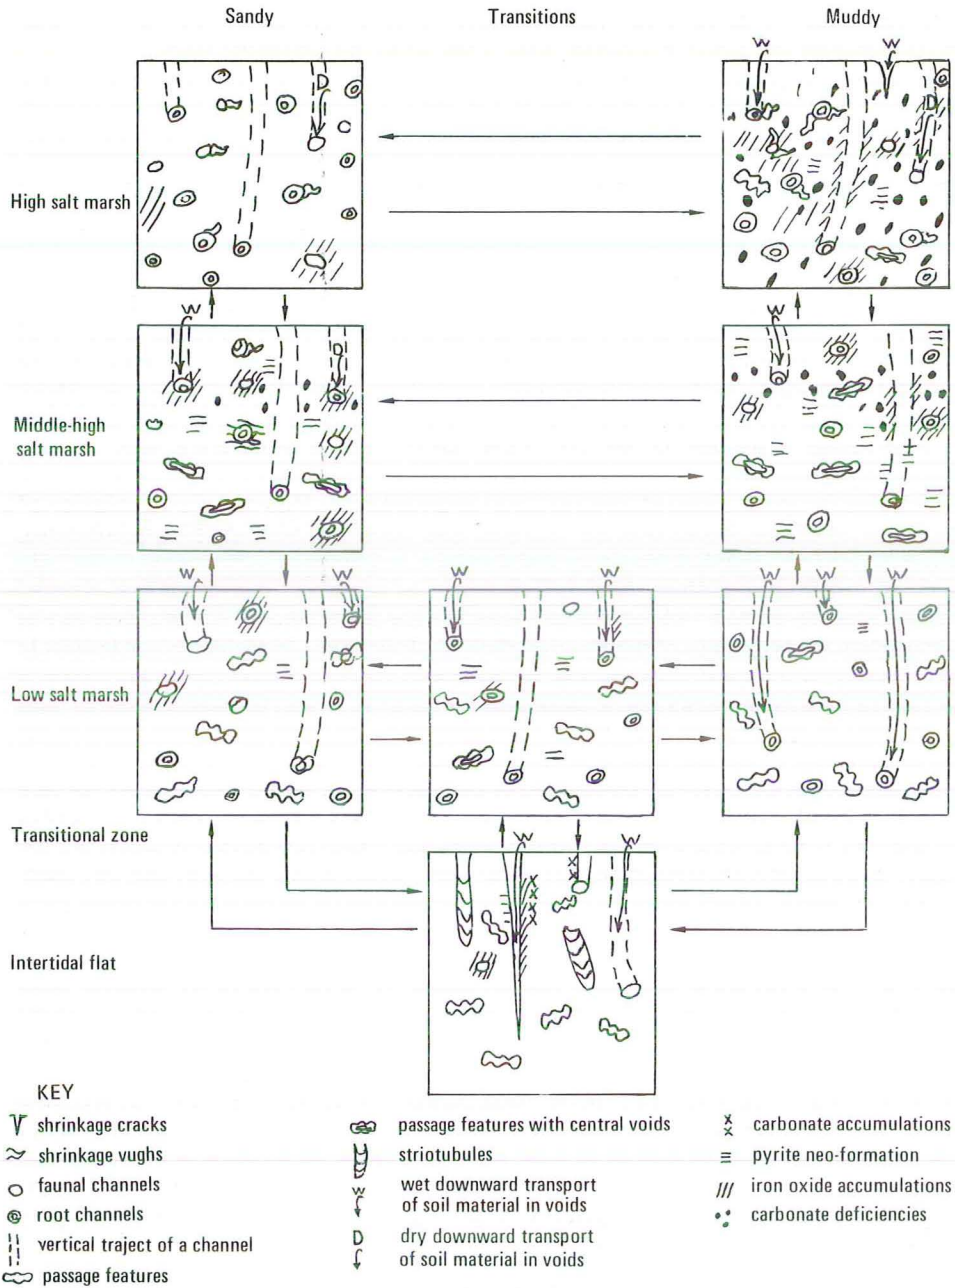 Sandy Transitions Muddy
W W
D D
High salt marsh
W W
D
Middle-high
salt marsh
W W W W W W W
Low salt marsh
Transitional zone
W W
x
x
x
x
x
x
Intertidal flat
KEY
shrinkage cracks
shrinkage vughs
faunal channels
root channels
vertical traject of a channel
passage features
passage features with central voids
striotubules
W wet downward transport
of soil material in voids
D dry downward transport
of soil material in voids
x carbonate accumulations
x
pyrite neo-formation
iron oxide accumulations
carbonate deficiencies